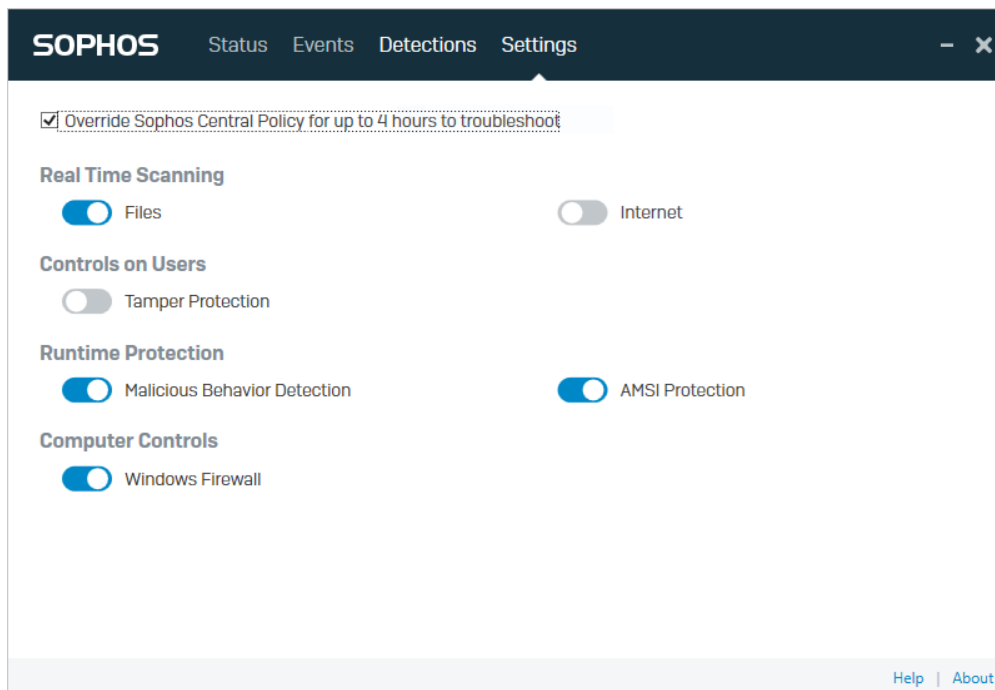 SOPHOS Status Events Detections Settings
Override Sophos Central Policy for up to 4 hours to troubleshoot
Real Time Scanning
Files Internet
Controls on Users
Tamper Protection
Runtime Protection
Malicious Behavior Detection AMSI Protection
Computer Controls
Windows Firewall
Help | About